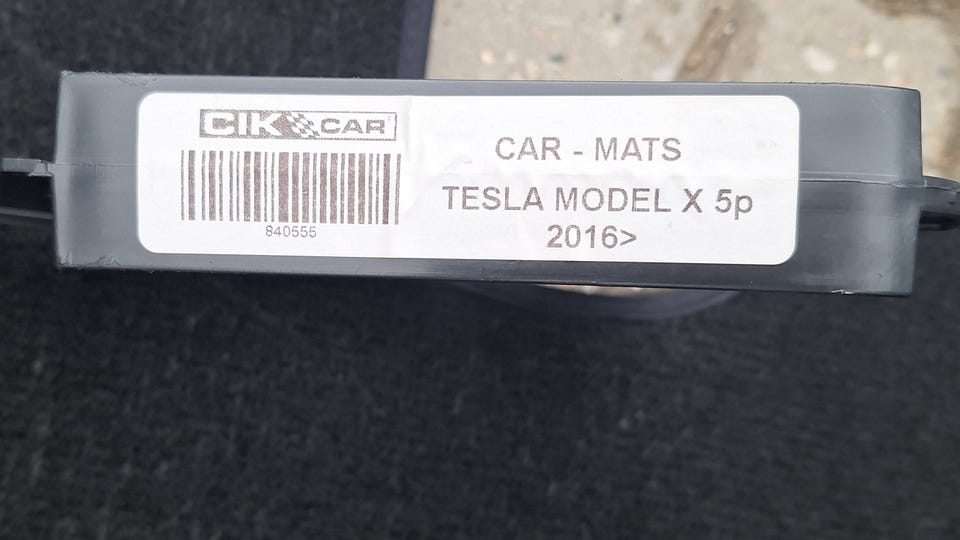 CIK CAR
840555
CAR - MATS
TESLA MODEL X 5p
2016>